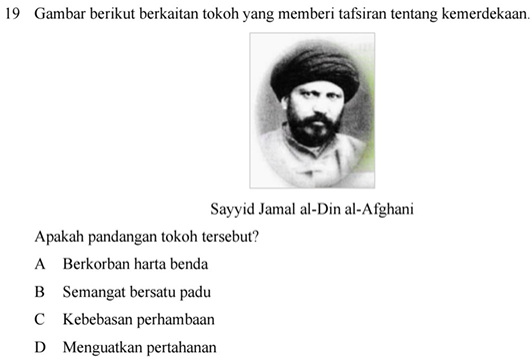 19 Gambar berikut berkaitan tokoh yang memberi tafsiran tentang kemerdekaan.
Sayyid Jamal al-Din al-Afghani
Apakah pandangan tokoh tersebut?
A Berkorban harta benda
B Semangat bersatu padu
C Kebebasan perhambaan
D Menguatkan pertahanan